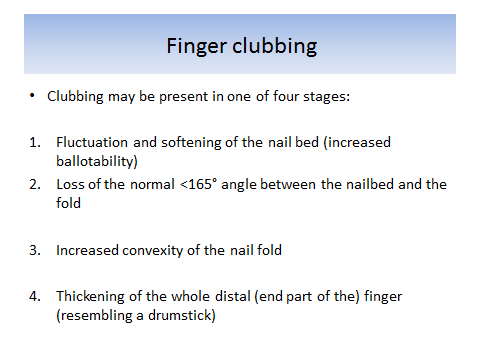 Finger clubbing
• Clubbing may be present in one of four stages:
1. Fluctuation and softening of the nail bed (increased
ballotability)
2. Loss of the normal <165° angle between the nailbed and the
fold
3. Increased convexity of the nail fold
4. Thickening of the whole distal (end part of the) finger
(resembling a drumstick)